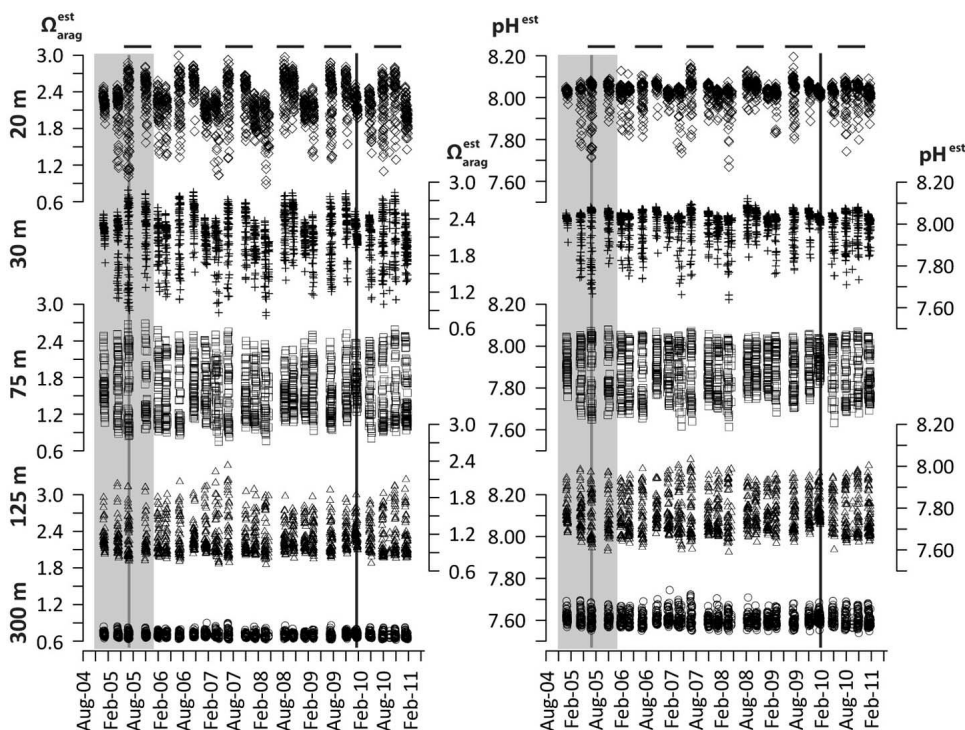 Ω est arag
pH est
20 m
3.0
2.4
1.8
1.2
0.6
8.20
8.00
7.80
7.60
Ω est arag
pH est
30 m
3.0
2.4
1.8
1.2
0.6
8.20
8.00
7.80
7.60
75 m
3.0
2.4
1.8
1.2
0.6
8.20
8.00
7.80
7.60
125 m
3.0
2.4
1.8
1.2
0.6
8.20
8.00
7.80
7.60
300 m
3.0
2.4
1.8
1.2
0.6
8.20
8.00
7.80
7.60
Aug-04
Feb-05
Aug-05
Feb-06
Aug-06
Feb-07
Aug-07
Feb-08
Aug-08
Feb-09
Aug-09
Feb-10
Aug-10
Feb-11
Aug-04
Feb-05
Aug-05
Feb-06
Aug-06
Feb-07
Aug-07
Feb-08
Aug-08
Feb-09
Aug-09
Feb-10
Aug-10
Feb-11